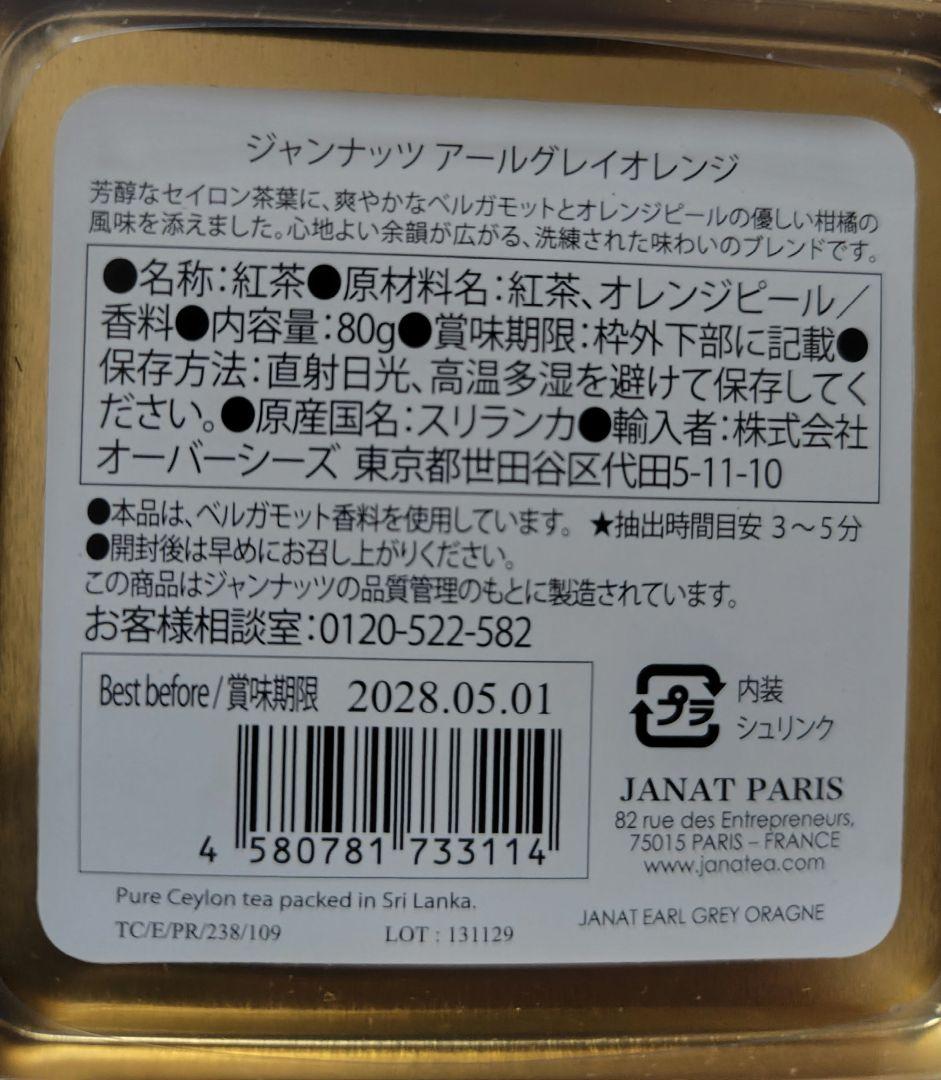 ジャンナッツ アールグレイオレンジ
芳醇なセイロン茶葉に、爽やかなベルガモットとオレンジピールの優しい柑橘の
風味を添えました。心地よい余韻が広がる、洗練された味わいのブレンドです。
●名称：紅茶●原材料名：紅茶、オレンジピール／
香料●内容量：80g●賞味期限：枠外下部に記載●
保存方法：直射日光、高温多湿を避けて保存してく
ださい。●原産国名：スリランカ●輸入者：株式会社
オーバーシーズ 東京都世田谷区代田5-11-10
●本品は、ベルガモット香料を使用しています。 ★抽出時間目安 3～5分
●開封後は早めにお召し上がりください。
この商品はジャンナッツの品質管理のもとに製造されています。
お客様相談室：0120-522-582
Best before / 賞味期限 2028.05.01
4 580781 733114
プラ
内装
シュリンク
JANAT PARIS
82 rue des Entrepreneurs,
75015 PARIS – FRANCE
www.janatea.com
Pure Ceylon tea packed in Sri Lanka.
JANAT EARL GREY ORAGNE
TC/E/PR/238/109
LOT : 131129